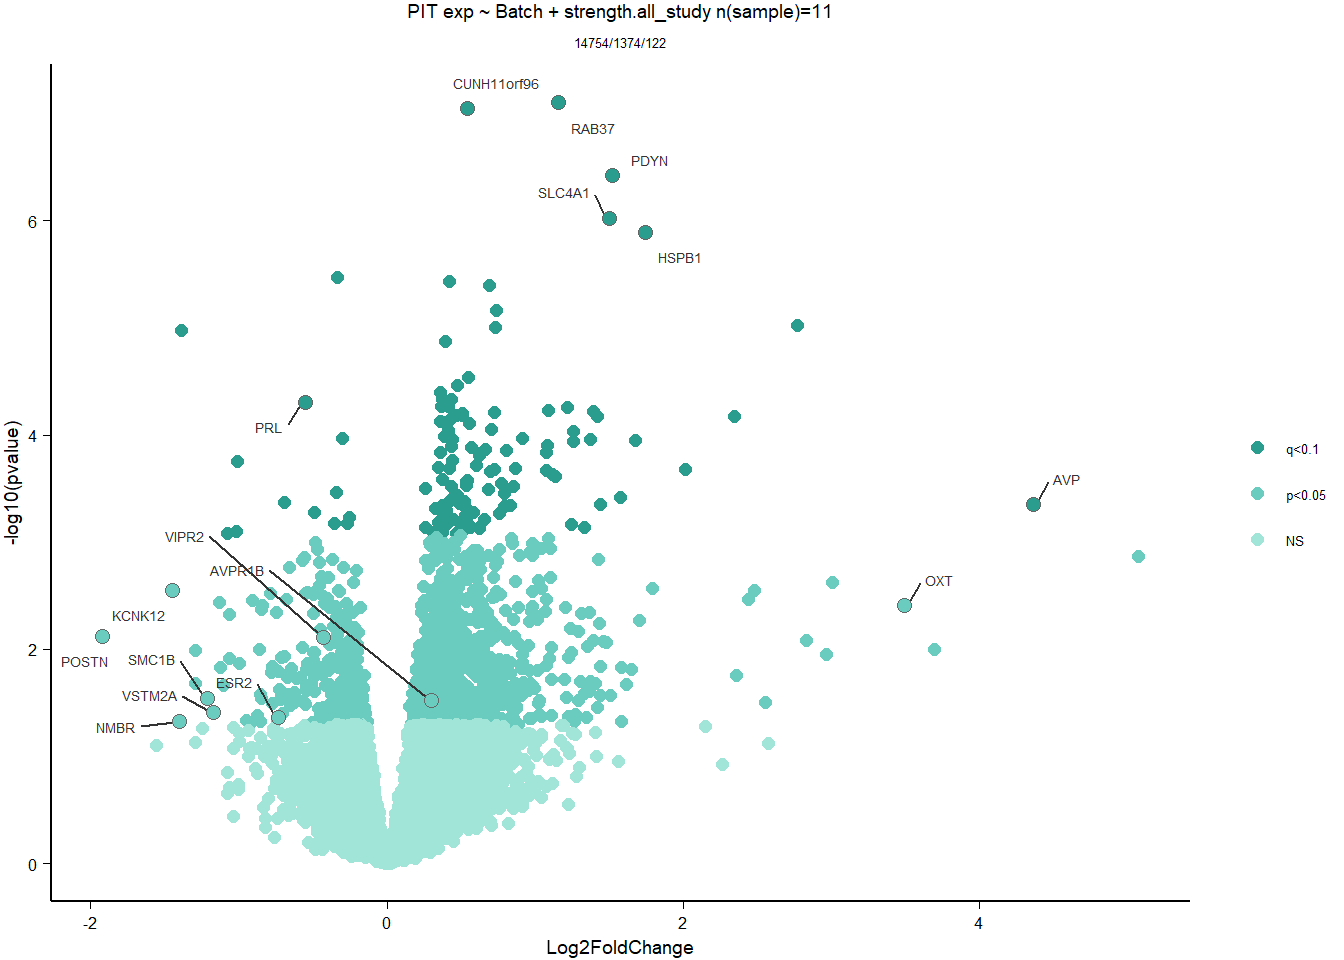 PIT exp ~ Batch + strength.all_study n(sample)=11
14754/1374/122
CUNH11orf96
RAB37
PDYN
SLC4A1
HSPB1
PRL
AVP
VIPR2
AVPR1B
OXT
KCNK12
POSTN
SMC1B
ESR2
VSTM2A
NMBR
q<0.1
p<0.05
NS
-log10(pvalue)
6
4
2
0
-2
0
2
4
Log2FoldChange